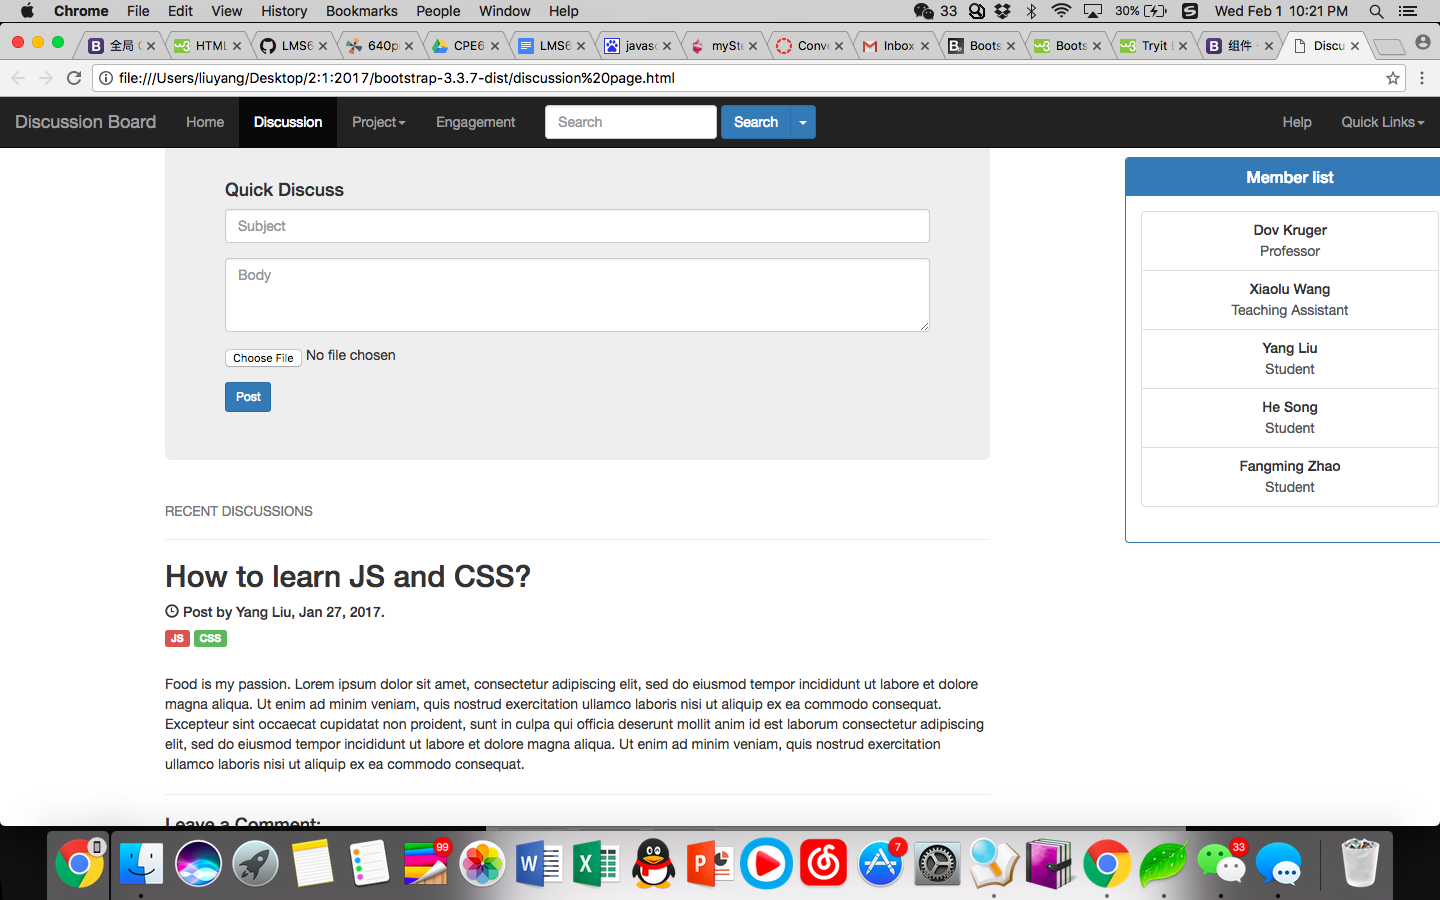 Chrome File Edit View History Bookmarks People Window Help 33 30% Wed Feb 1 10:21 PM
全局 HTML LMS6 640p CPE6 LMS6 javasc mySte Conve Inbox Boots Boots Tryit 组件 Discu
file:///Users/liuyang/Desktop/2:1:2017/bootstrap-3.3.7-dist/discussion%20page.html
Discussion Board Home Discussion Project Engagement Search Search Help Quick Links
Quick Discuss
Subject
Body
Choose File No file chosen
Post
Member list
Dov Kruger
Professor
Xiaolu Wang
Teaching Assistant
Yang Liu
Student
He Song
Student
Fangming Zhao
Student
RECENT DISCUSSIONS
How to learn JS and CSS?
Post by Yang Liu, Jan 27, 2017.
JS CSS
Food is my passion. Lorem ipsum dolor sit amet, consectetur adipiscing elit, sed do eiusmod tempor incididunt ut labore et dolore
magna aliqua. Ut enim ad minim veniam, quis nostrud exercitation ullamco laboris nisi ut aliquip ex ea commodo consequat.
Excepteur sint occaecat cupidatat non proident, sunt in culpa qui officia deserunt mollit anim id est laborum consectetur adipiscing
elit, sed do eiusmod tempor incididunt ut labore et dolore magna aliqua. Ut enim ad minim veniam, quis nostrud exercitation
ullamco laboris nisi ut aliquip ex ea commodo consequat.
Leave a Comment:
99 7 33